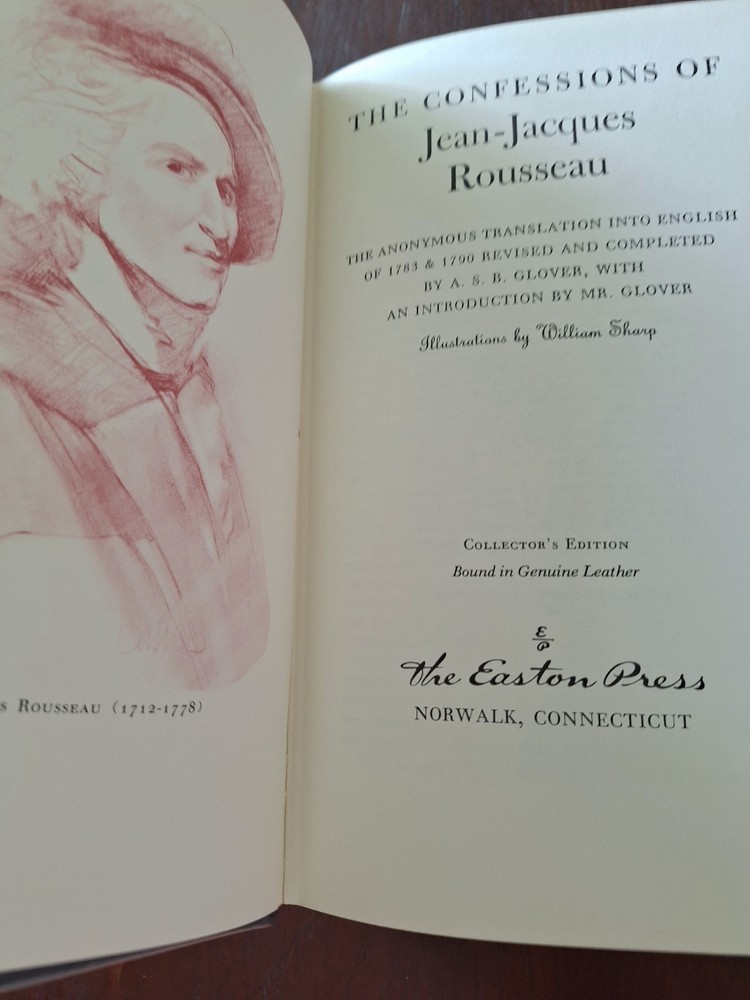 s Rousseau (1712-1778)
THE CONFESSIONS OF
Jean-Jacques
Rousseau
THE ANONYMOUS TRANSLATION INTO ENGLISH
OF 1783 & 1790 REVISED AND COMPLETED
BY A. S. B. GLOVER, WITH
AN INTRODUCTION BY MR. GLOVER
Illustrations by William Sharp
Collector's Edition
Bound in Genuine Leather
E
P
The Easton Press
NORWALK, CONNECTICUT